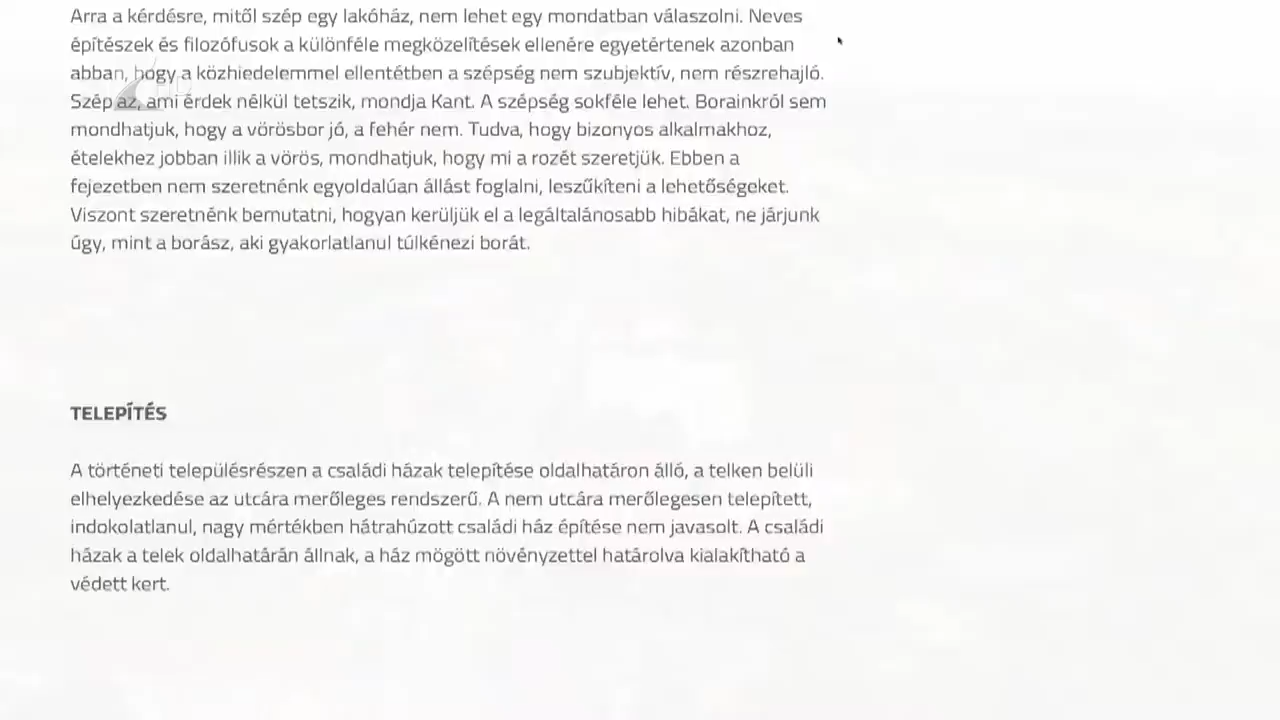 Arra a kérdésre, mitől szép egy lakóház, nem lehet egy mondatban válaszolni. Neves
építészek és filozófusok a különféle megközelítések ellenére egyetértenek azonban
abban, hogy a közhiedelemmel ellentétben a szépség nem szubjektív, nem részrehajló.
Szép az, ami érdek nélkül tetszik, mondja Kant. A szépség sokféle lehet. Borainkról sem
mondhatjuk, hogy a vörösbor jó, a fehér nem. Tudva, hogy bizonyos alkalmakhoz,
ételekhez jobban illik a vörös, mondhatjuk, hogy mi a rozét szeretjük. Ebben a
fejezetben nem szeretnénk egyoldalúan állást foglalni, leszűkíteni a lehetőségeket.
Viszont szeretnénk bemutatni, hogyan kerüljük el a legáltalánosabb hibákat, ne járjunk
úgy, mint a borász, aki gyakorlatlanul túlkénezi borát.
TELEPÍTÉS
A történeti településrészen a családi házak telepítése oldalhatáron álló, a telken belüli
elhelyezkedése az utcára merőleges rendszerű. A nem utcára merőlegesen telepített,
indokolatlanul, nagy mértékben hátrahúzott családi ház építése nem javasolt. A családi
házak a telek oldalhatárán állnak, a ház mögött növényzettel határolva kialakítható a
védett kert.